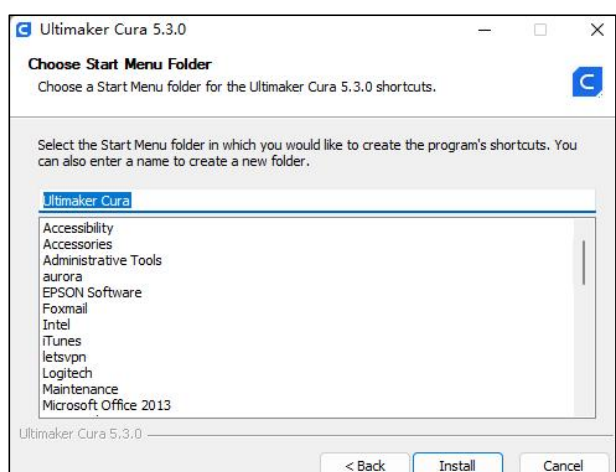 Ultimaker Cura 5.3.0
Choose Start Menu Folder
Choose a Start Menu folder for the Ultimaker Cura 5.3.0 shortcuts.
Select the Start Menu folder in which you would like to create the program's shortcuts. You
can also enter a name to create a new folder.
Ultimaker Cura
Accessibility
Accessories
Administrative Tools
aurora
EPSON Software
Foxmail
Intel
iTunes
letsvpn
Logitech
Maintenance
Microsoft Office 2013
Ultimaker Cura 5.3.0
< Back Install Cancel